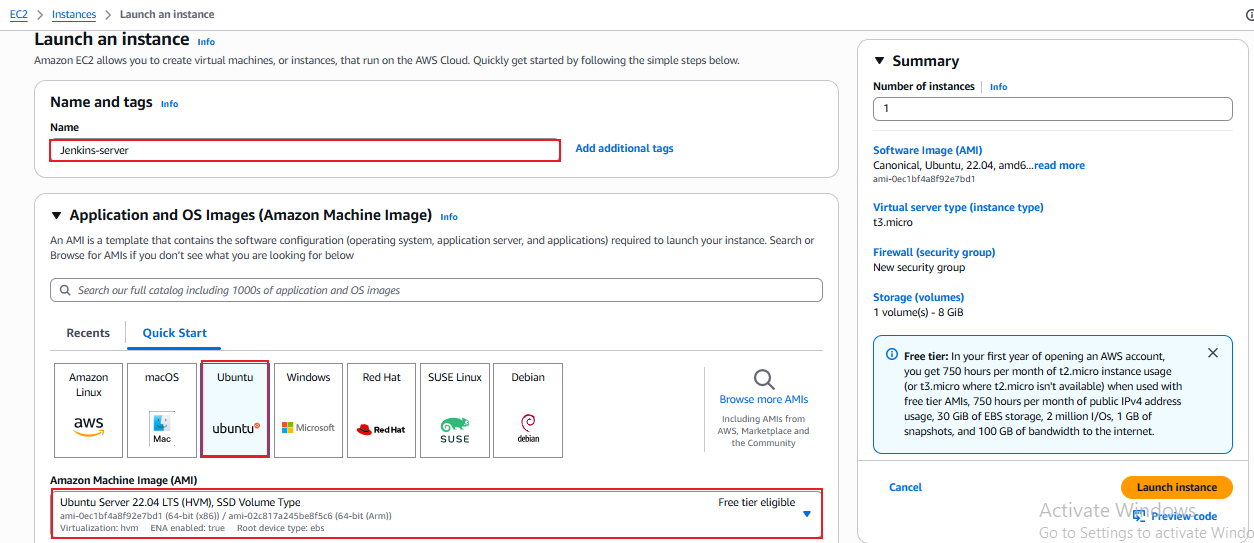 EC2 > Instances > Launch an instance
Launch an instance Info
Amazon EC2 allows you to create virtual machines, or instances, that run on the AWS Cloud. Quickly get started by following the simple steps below.
Name and tags Info
Name
Jenkins-server
Add additional tags
Application and OS Images (Amazon Machine Image) Info
An AMI is a template that contains the software configuration (operating system, application server, and applications) required to launch your instance. Search or
Browse for AMIs if you don't see what you are looking for below
Search our full catalog including 1000s of application and OS images
Recents
Quick Start
Amazon
Linux
aws
macOS
Mac
Ubuntu
ubuntu
Windows
Microsoft
Red Hat
Red Hat
SUSE Linux
SUSE
Debian
debian
Browse more AMIs
Including AMIs from
AWS, Marketplace and
the Community
Amazon Machine Image (AMI)
Ubuntu Server 22.04 LTS (HVM), SSD Volume Type
Free tier eligible
ami-0ec1bf4a8f92e7bd1 (64-bit (x86)) / ami-02c817a245be8f5c6 (64-bit (Arm))
Virtualization: hvm ENA enabled: true Root device type: ebs
Summary
Number of instances Info
1
Software Image (AMI)
Canonical, Ubuntu, 22.04, amd6...read more
ami-0ec1bf4a8f92e7bd1
Virtual server type (instance type)
t3.micro
Firewall (security group)
New security group
Storage (volumes)
1 volume(s) - 8 GiB
Free tier: In your first year of opening an AWS account,
you get 750 hours per month of t2.micro instance usage
(or t3.micro where t2.micro isn't available) when used with
free tier AMIs, 750 hours per month of public IPv4 address
usage, 30 GiB of EBS storage, 2 million I/Os, 1 GB of
snapshots, and 100 GB of bandwidth to the internet.
Cancel
Launch instance
Preview code
Activate Windows
Go to Settings to activate Windo